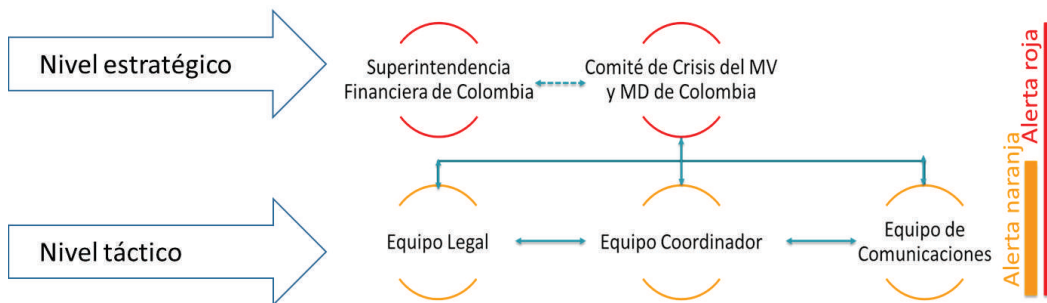 Nivel estratégico
Superintendencia
Financiera de Colombia
Comité de Crisis del MV
y MD de Colombia
Alerta roja
Nivel táctico
Equipo Legal
Equipo Coordinador
Equipo de
Comunicaciones
Alerta naranja